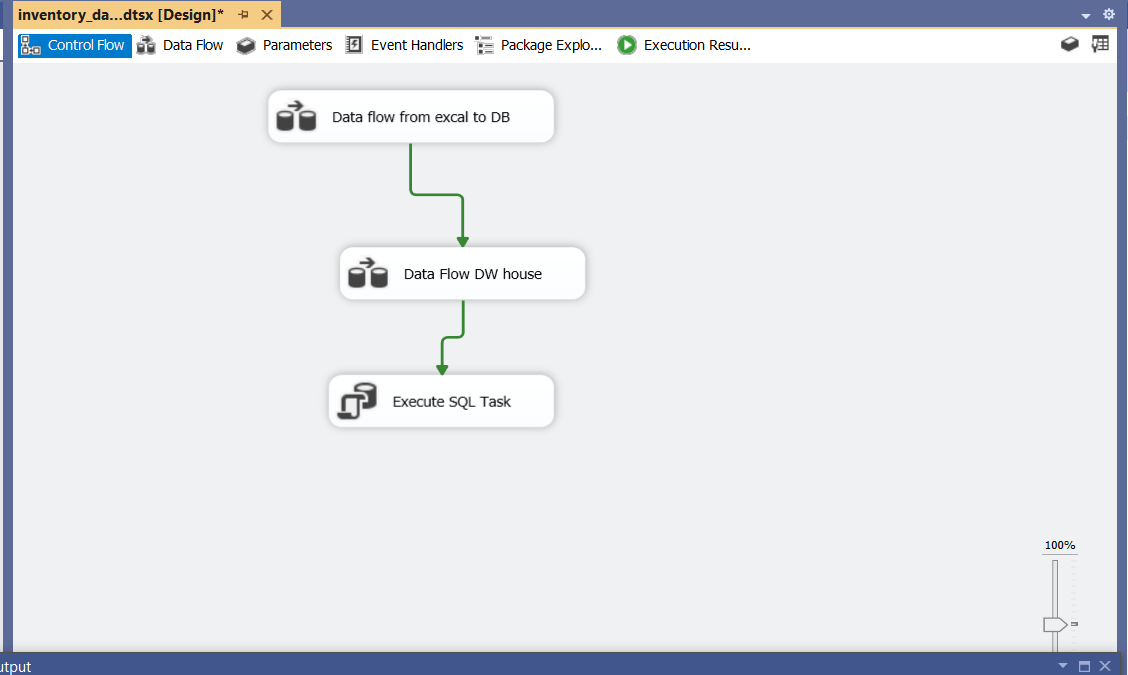 inventory_da...dtsx [Design]*
Control Flow Data Flow Parameters Event Handlers Package Explo... Execution Resu...
Data flow from excal to DB
Data Flow DW house
Execute SQL Task
100%
utput